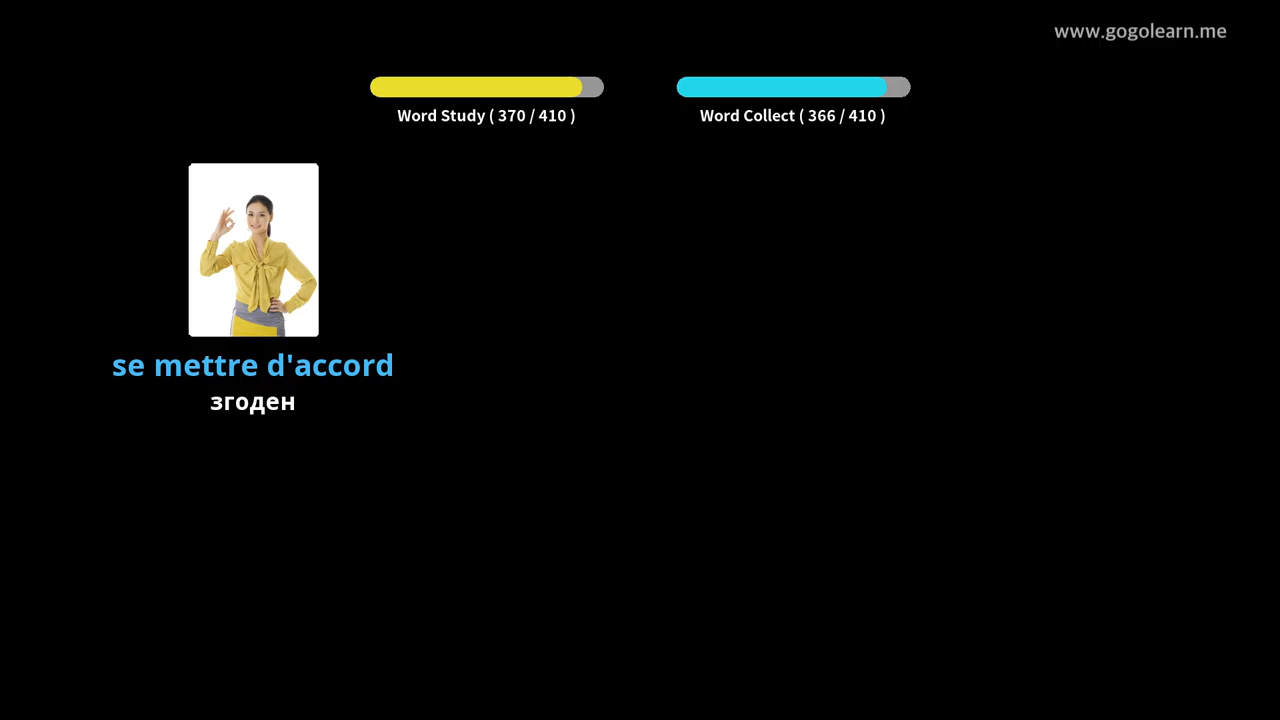 www.gogolearn.me
Word Study ( 370 / 410 )
Word Collect ( 366 / 410 )
se mettre d'accord
згоден